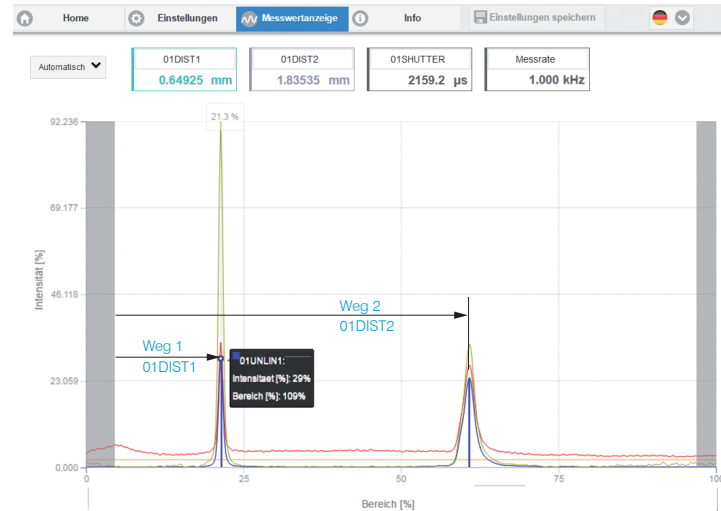 Home
Einstellungen
Messwertanzeige
Info
Einstellungen speichern
Automatisch
01DIST1
0.64925 mm
01DIST2
1.83535 mm
01SHUTTER
2159.2 µs
Messrate
1.000 kHz
21.3 %
92.236
69.177
46.118
23.059
0.000
Intensität [%]
Weg 2
01DIST2
Weg 1
01DIST1
01UNLIN1:
Intensitaet [%]: 29%
Bereich [%]: 109%
0
25
50
75
100
Bereich [%]